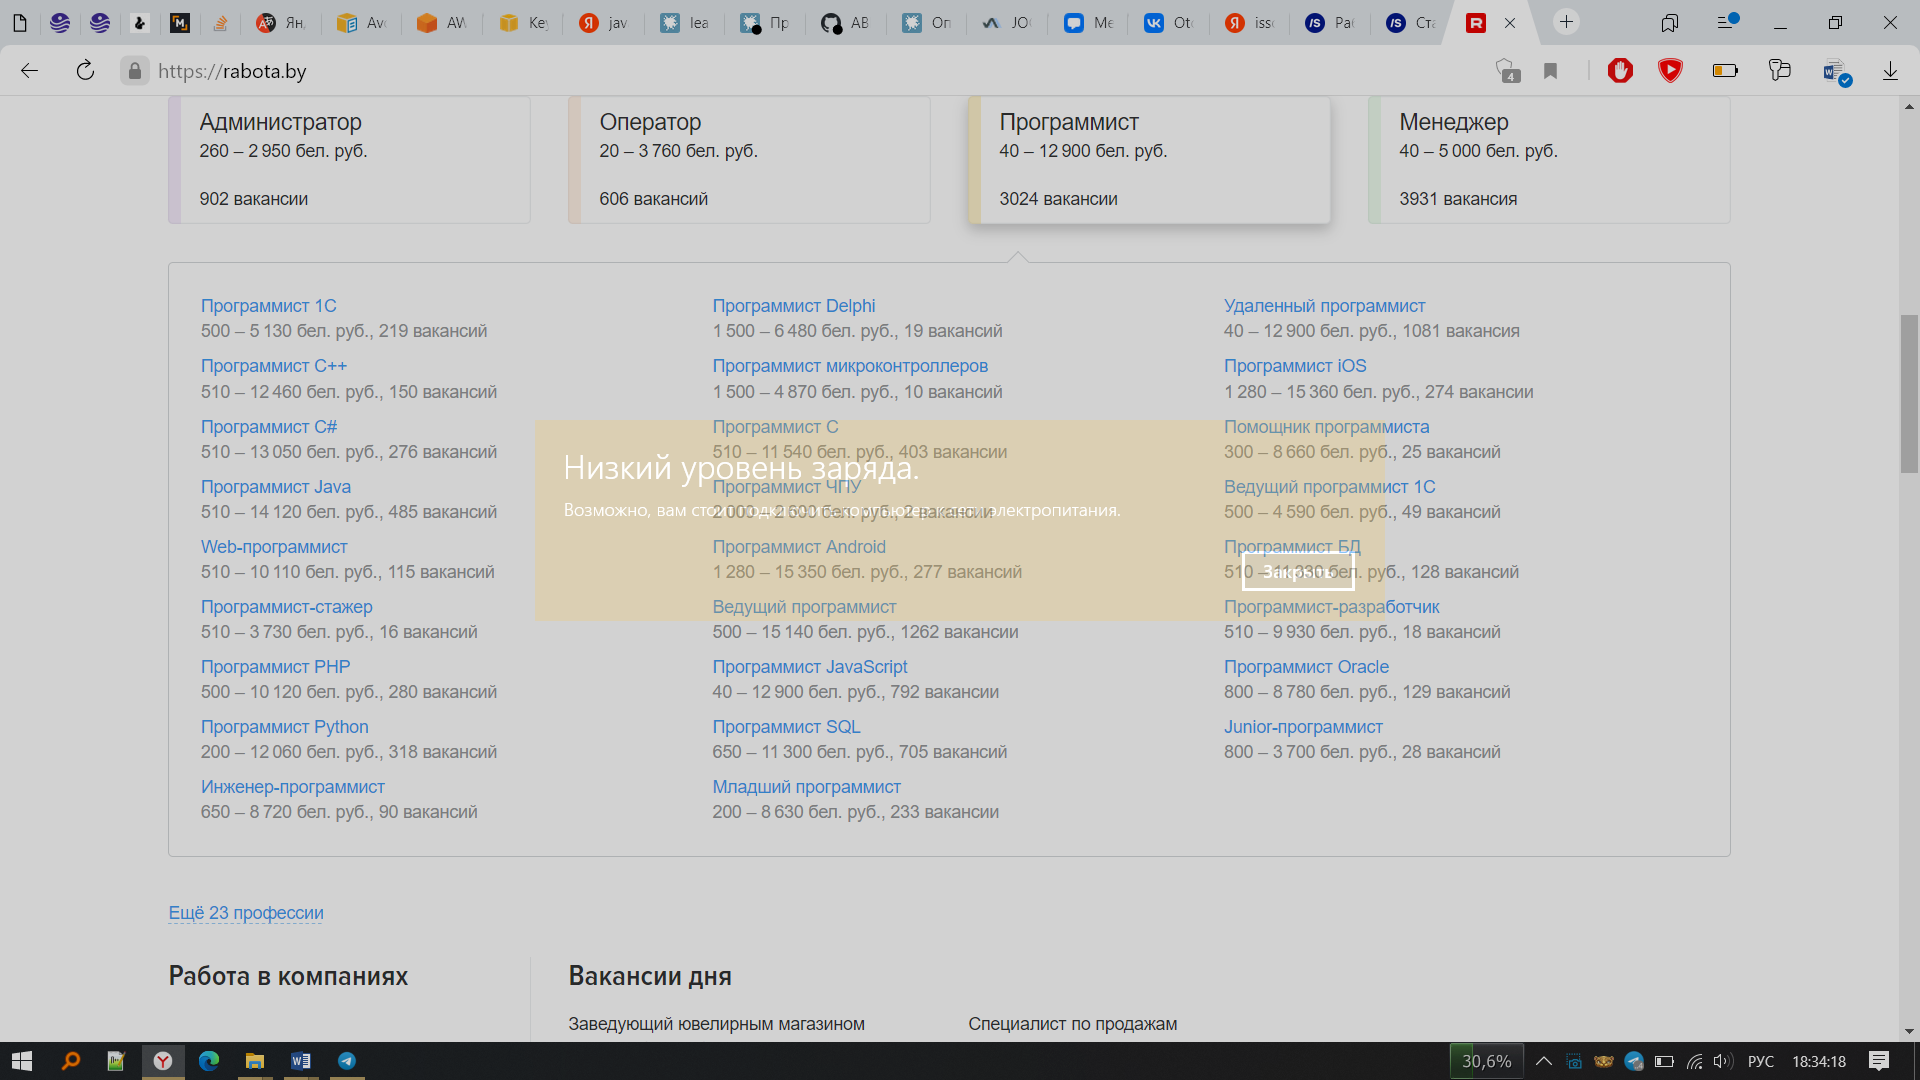 Ян,
Avc
AW
Key
jav
lea
Пр
AB
Оп
JO
Ме
Ото
isso
Ра
Ста
https://rabota.by
4
Администратор
260 – 2 950 бел. руб.
902 вакансии
Оператор
20 – 3 760 бел. руб.
606 вакансий
Программист
40 – 12 900 бел. руб.
3024 вакансии
Менеджер
40 – 5 000 бел. руб.
3931 вакансия
Программист 1С
500 – 5 130 бел. руб., 219 вакансий
Программист C++
510 – 12 460 бел. руб., 150 вакансий
Программист C#
510 – 13 050 бел. руб., 276 вакансий
Программист Java
510 – 14 120 бел. руб., 485 вакансий
Web-программист
510 – 10 110 бел. руб., 115 вакансий
Программист-стажер
510 – 3 730 бел. руб., 16 вакансий
Программист PHP
500 – 10 120 бел. руб., 280 вакансий
Программист Python
200 – 12 060 бел. руб., 318 вакансий
Инженер-программист
650 – 8 720 бел. руб., 90 вакансий
Программист Delphi
1 500 – 6 480 бел. руб., 19 вакансий
Программист микроконтроллеров
1 500 – 4 870 бел. руб., 10 вакансий
Программист C
510 – 11 540 бел. руб., 403 вакансии
Программист ЧПУ
бел. руб., 2 вакансии
Программист Android
1 280 – 15 350 бел. руб., 277 вакансий
Ведущий программист
500 – 15 140 бел. руб., 1262 вакансии
Программист JavaScript
40 – 12 900 бел. руб., 792 вакансии
Программист SQL
650 – 11 300 бел. руб., 705 вакансий
Младший программист
200 – 8 630 бел. руб., 233 вакансии
Удаленный программист
40 – 12 900 бел. руб., 1081 вакансия
Программист iOS
1 280 – 15 360 бел. руб., 274 вакансии
Помощник программиста
300 – 8 660 бел. руб., 25 вакансий
Ведущий программист 1С
500 – 4 590 бел. руб., 49 вакансий
Программист БД
510 – бел. руб., 128 вакансий
Программист-разработчик
510 – 9 930 бел. руб., 18 вакансий
Программист Oracle
800 – 8 780 бел. руб., 129 вакансий
Junior-программист
800 – 3 700 бел. руб., 28 вакансий
Низкий уровень заряда.
Возможно, вам стоит подключить компьютер к сети электропитания.
Закрыть
Ещё 23 профессии
Работа в компаниях
Вакансии дня
Заведующий ювелирным магазином
Специалист по продажам
30,6%
РУС
18:34:18